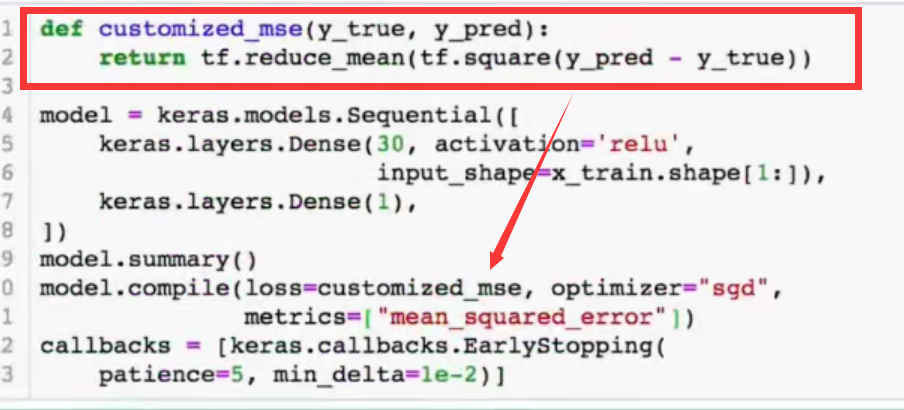 1 def customized_mse(y_true, y_pred):
2     return tf.reduce_mean(tf.square(y_pred - y_true))
3
4 model = keras.models.Sequential([
5     keras.layers.Dense(30, activation='relu',
6                        input_shape=x_train.shape[1:]),
7     keras.layers.Dense(1),
8 ])
9 model.summary()
0 model.compile(loss=customized_mse, optimizer="sgd",
1               metrics=["mean_squared_error"])
2 callbacks = [keras.callbacks.EarlyStopping(
3     patience=5, min_delta=1e-2)]